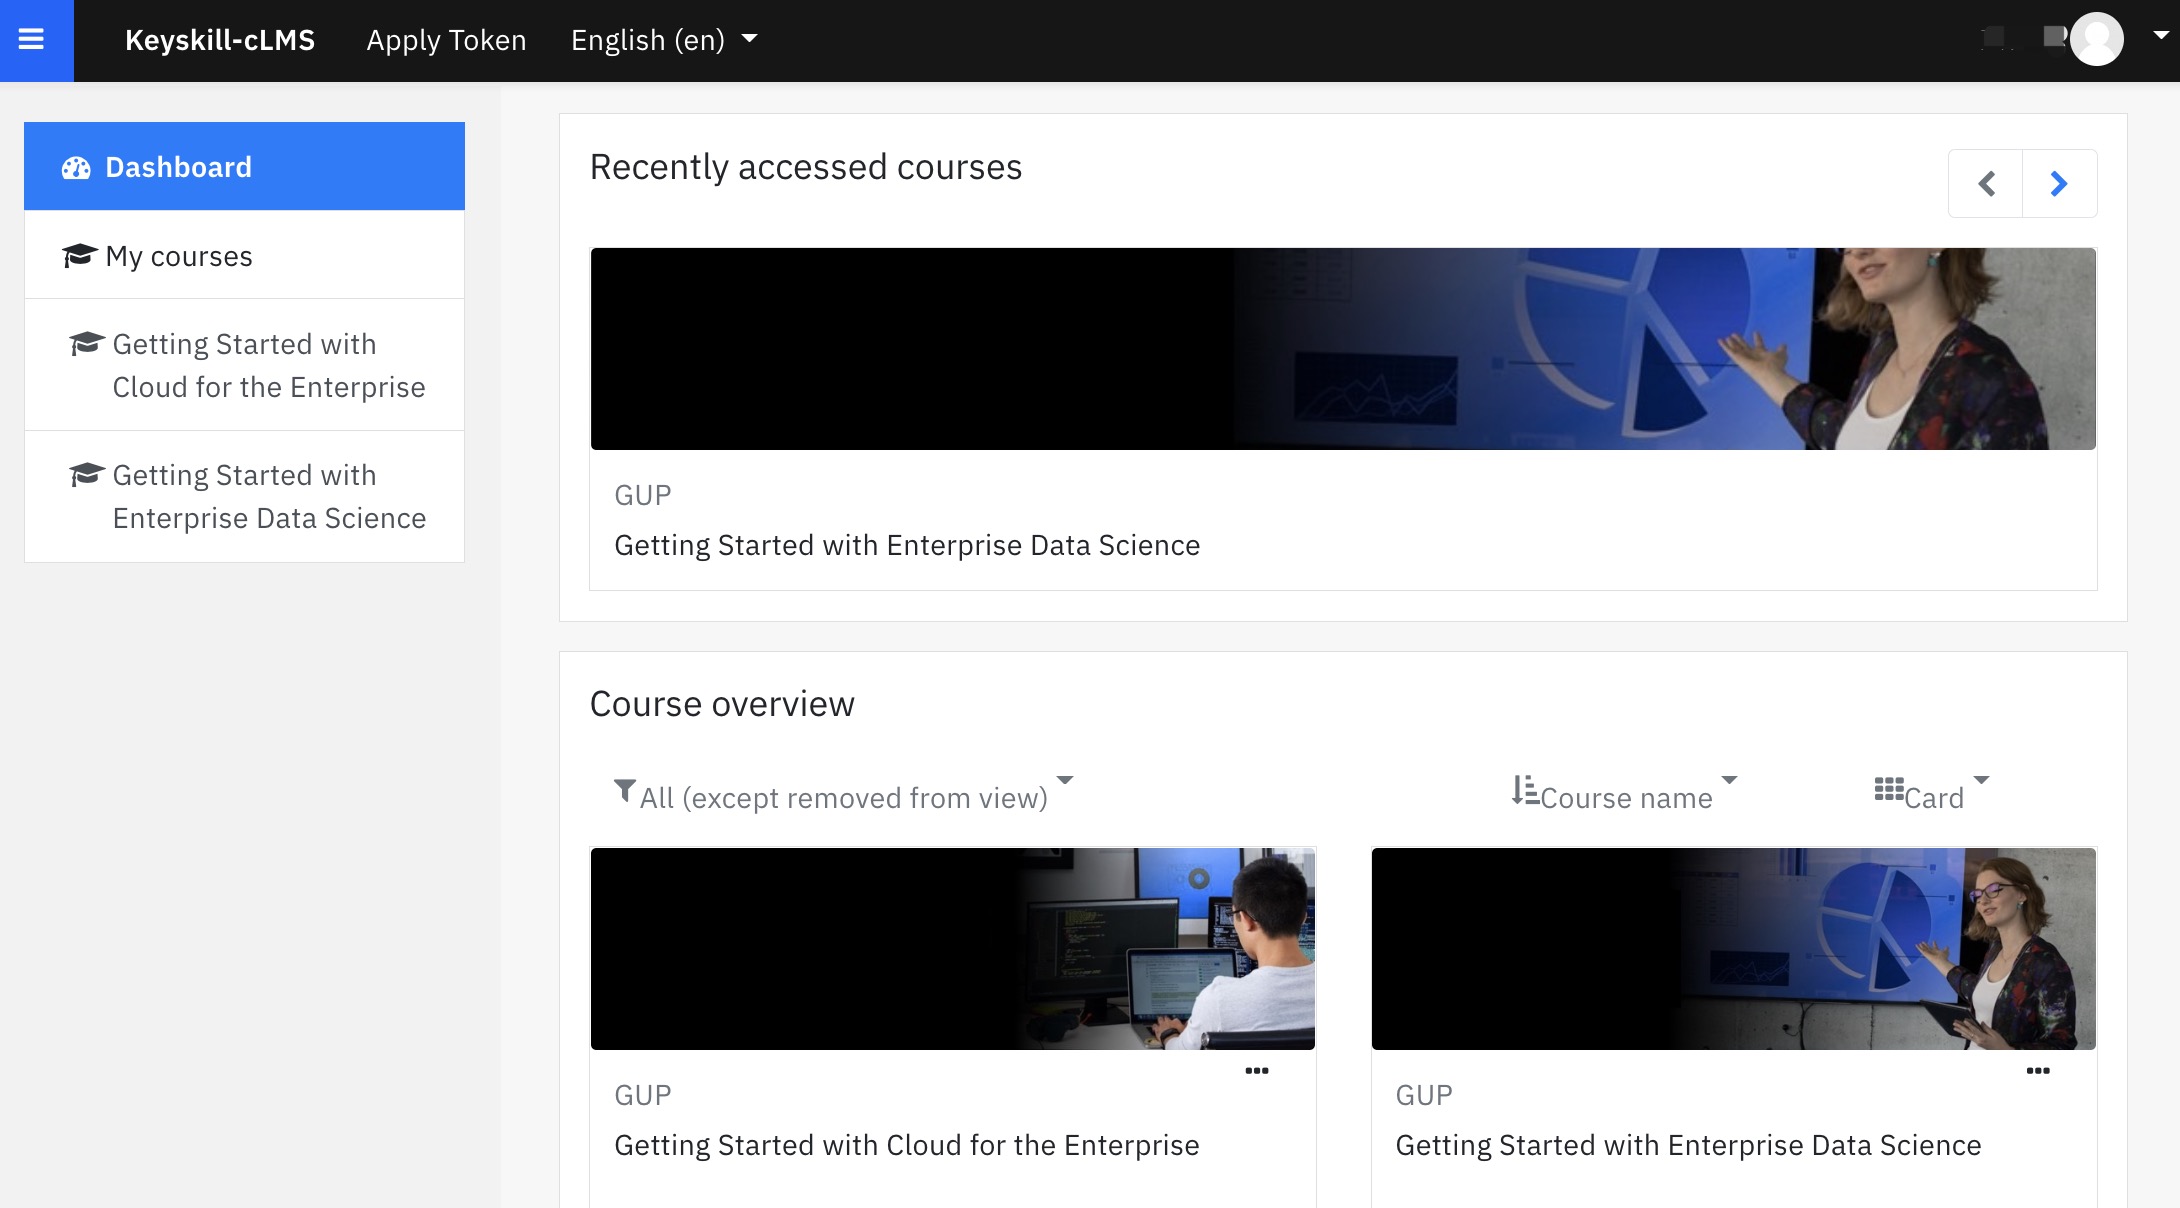 Keyskill-cLMS
Apply Token
English (en)
Dashboard
My courses
Getting Started with
Cloud for the Enterprise
Getting Started with
Enterprise Data Science
Recently accessed courses
GUP
Getting Started with Enterprise Data Science
Course overview
All (except removed from view)
Course name
Card
GUP
Getting Started with Cloud for the Enterprise
GUP
Getting Started with Enterprise Data Science